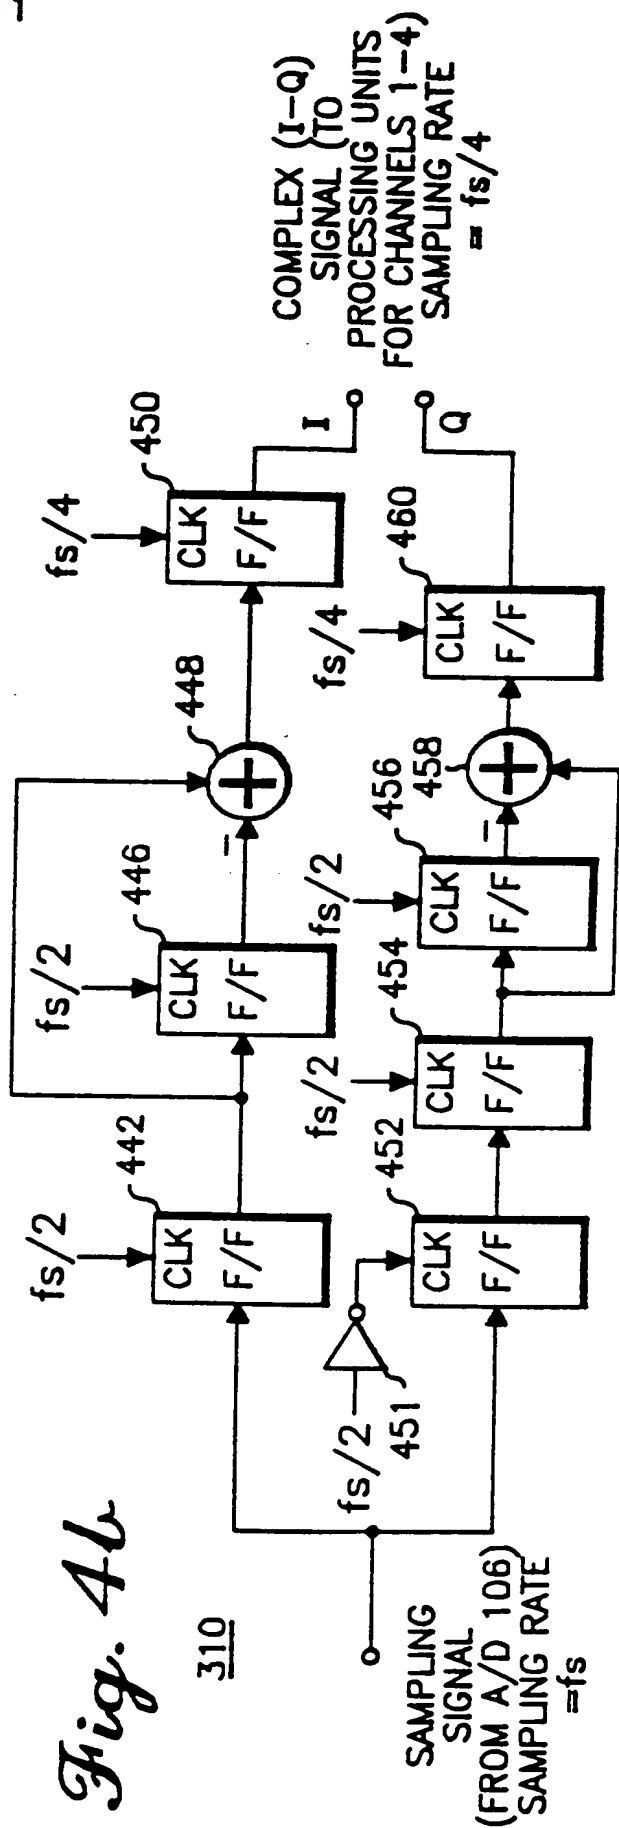 Fig. 4b
310
SAMPLING
SIGNAL
(FROM A/D 106)
SAMPLING RATE
=fs
fs/2
442
CLK
F/F
fs/2
446
CLK
F/F
448
+
−
fs/4
450
CLK
F/F
I
fs/2
451
452
CLK
F/F
fs/2
454
CLK
F/F
fs/2
456
CLK
F/F
458
+
−
fs/4
460
CLK
F/F
Q
COMPLEX (I−Q)
SIGNAL (TO
PROCESSING UNITS
FOR CHANNELS 1−4)
SAMPLING RATE
= fs/4